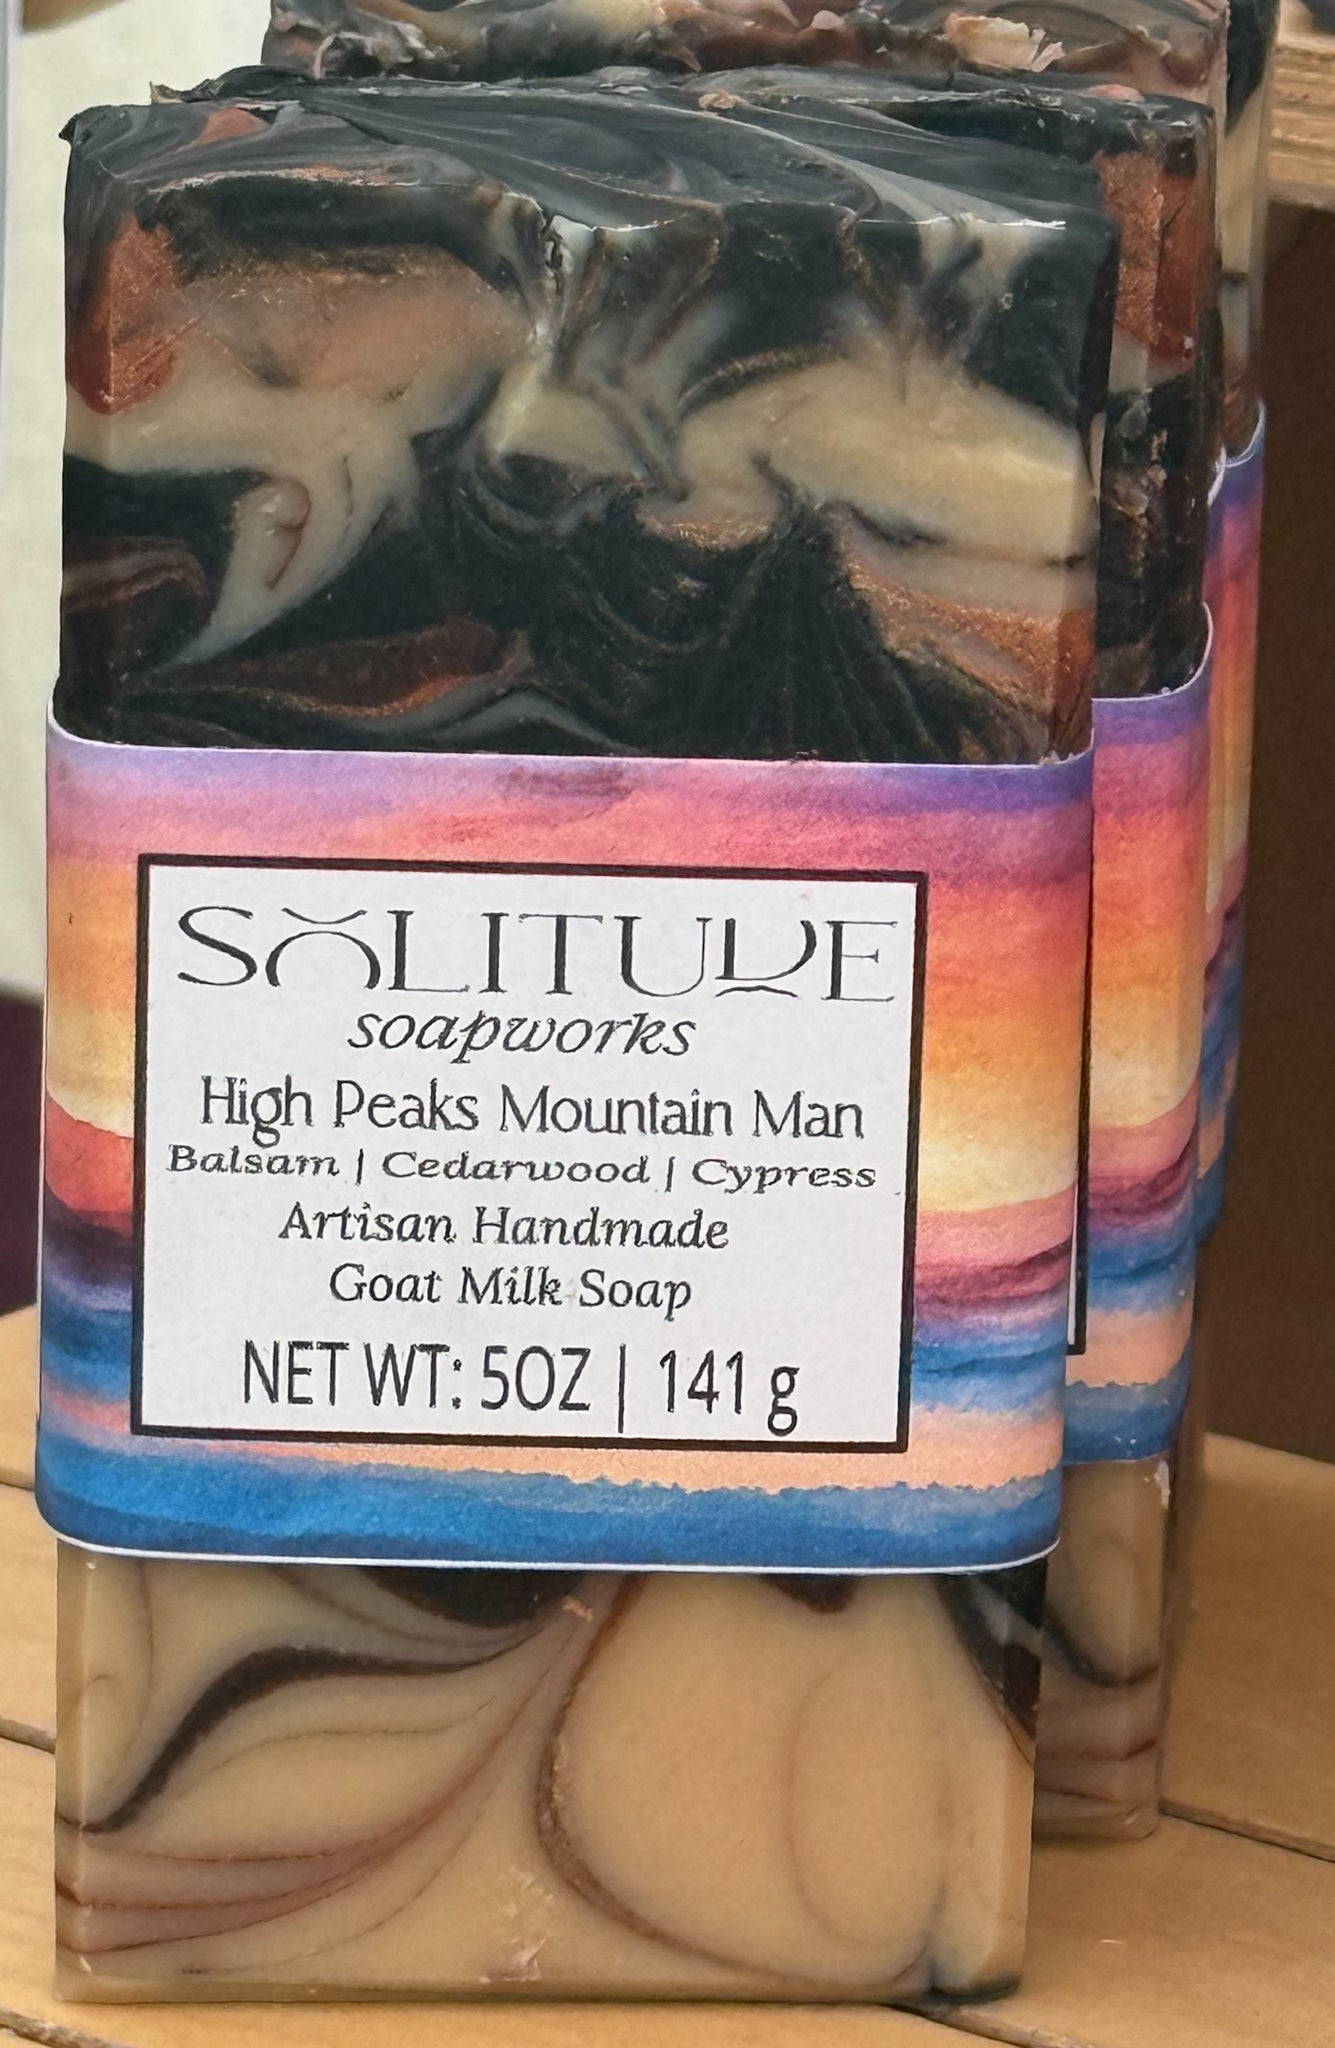 SOLITUDE
soapworks
High Peaks Mountain Man
Balsam | Cedarwood | Cypress
Artisan Handmade
Goat Milk Soap
NET WT: 5OZ | 141 g